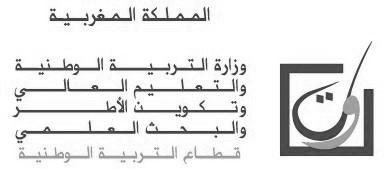 المملكة المغربية
وزارة التربية الوطنية
والتعليم العالي
وتكوين الأطر
والبحث العلمي
قطاع التربية الوطنية